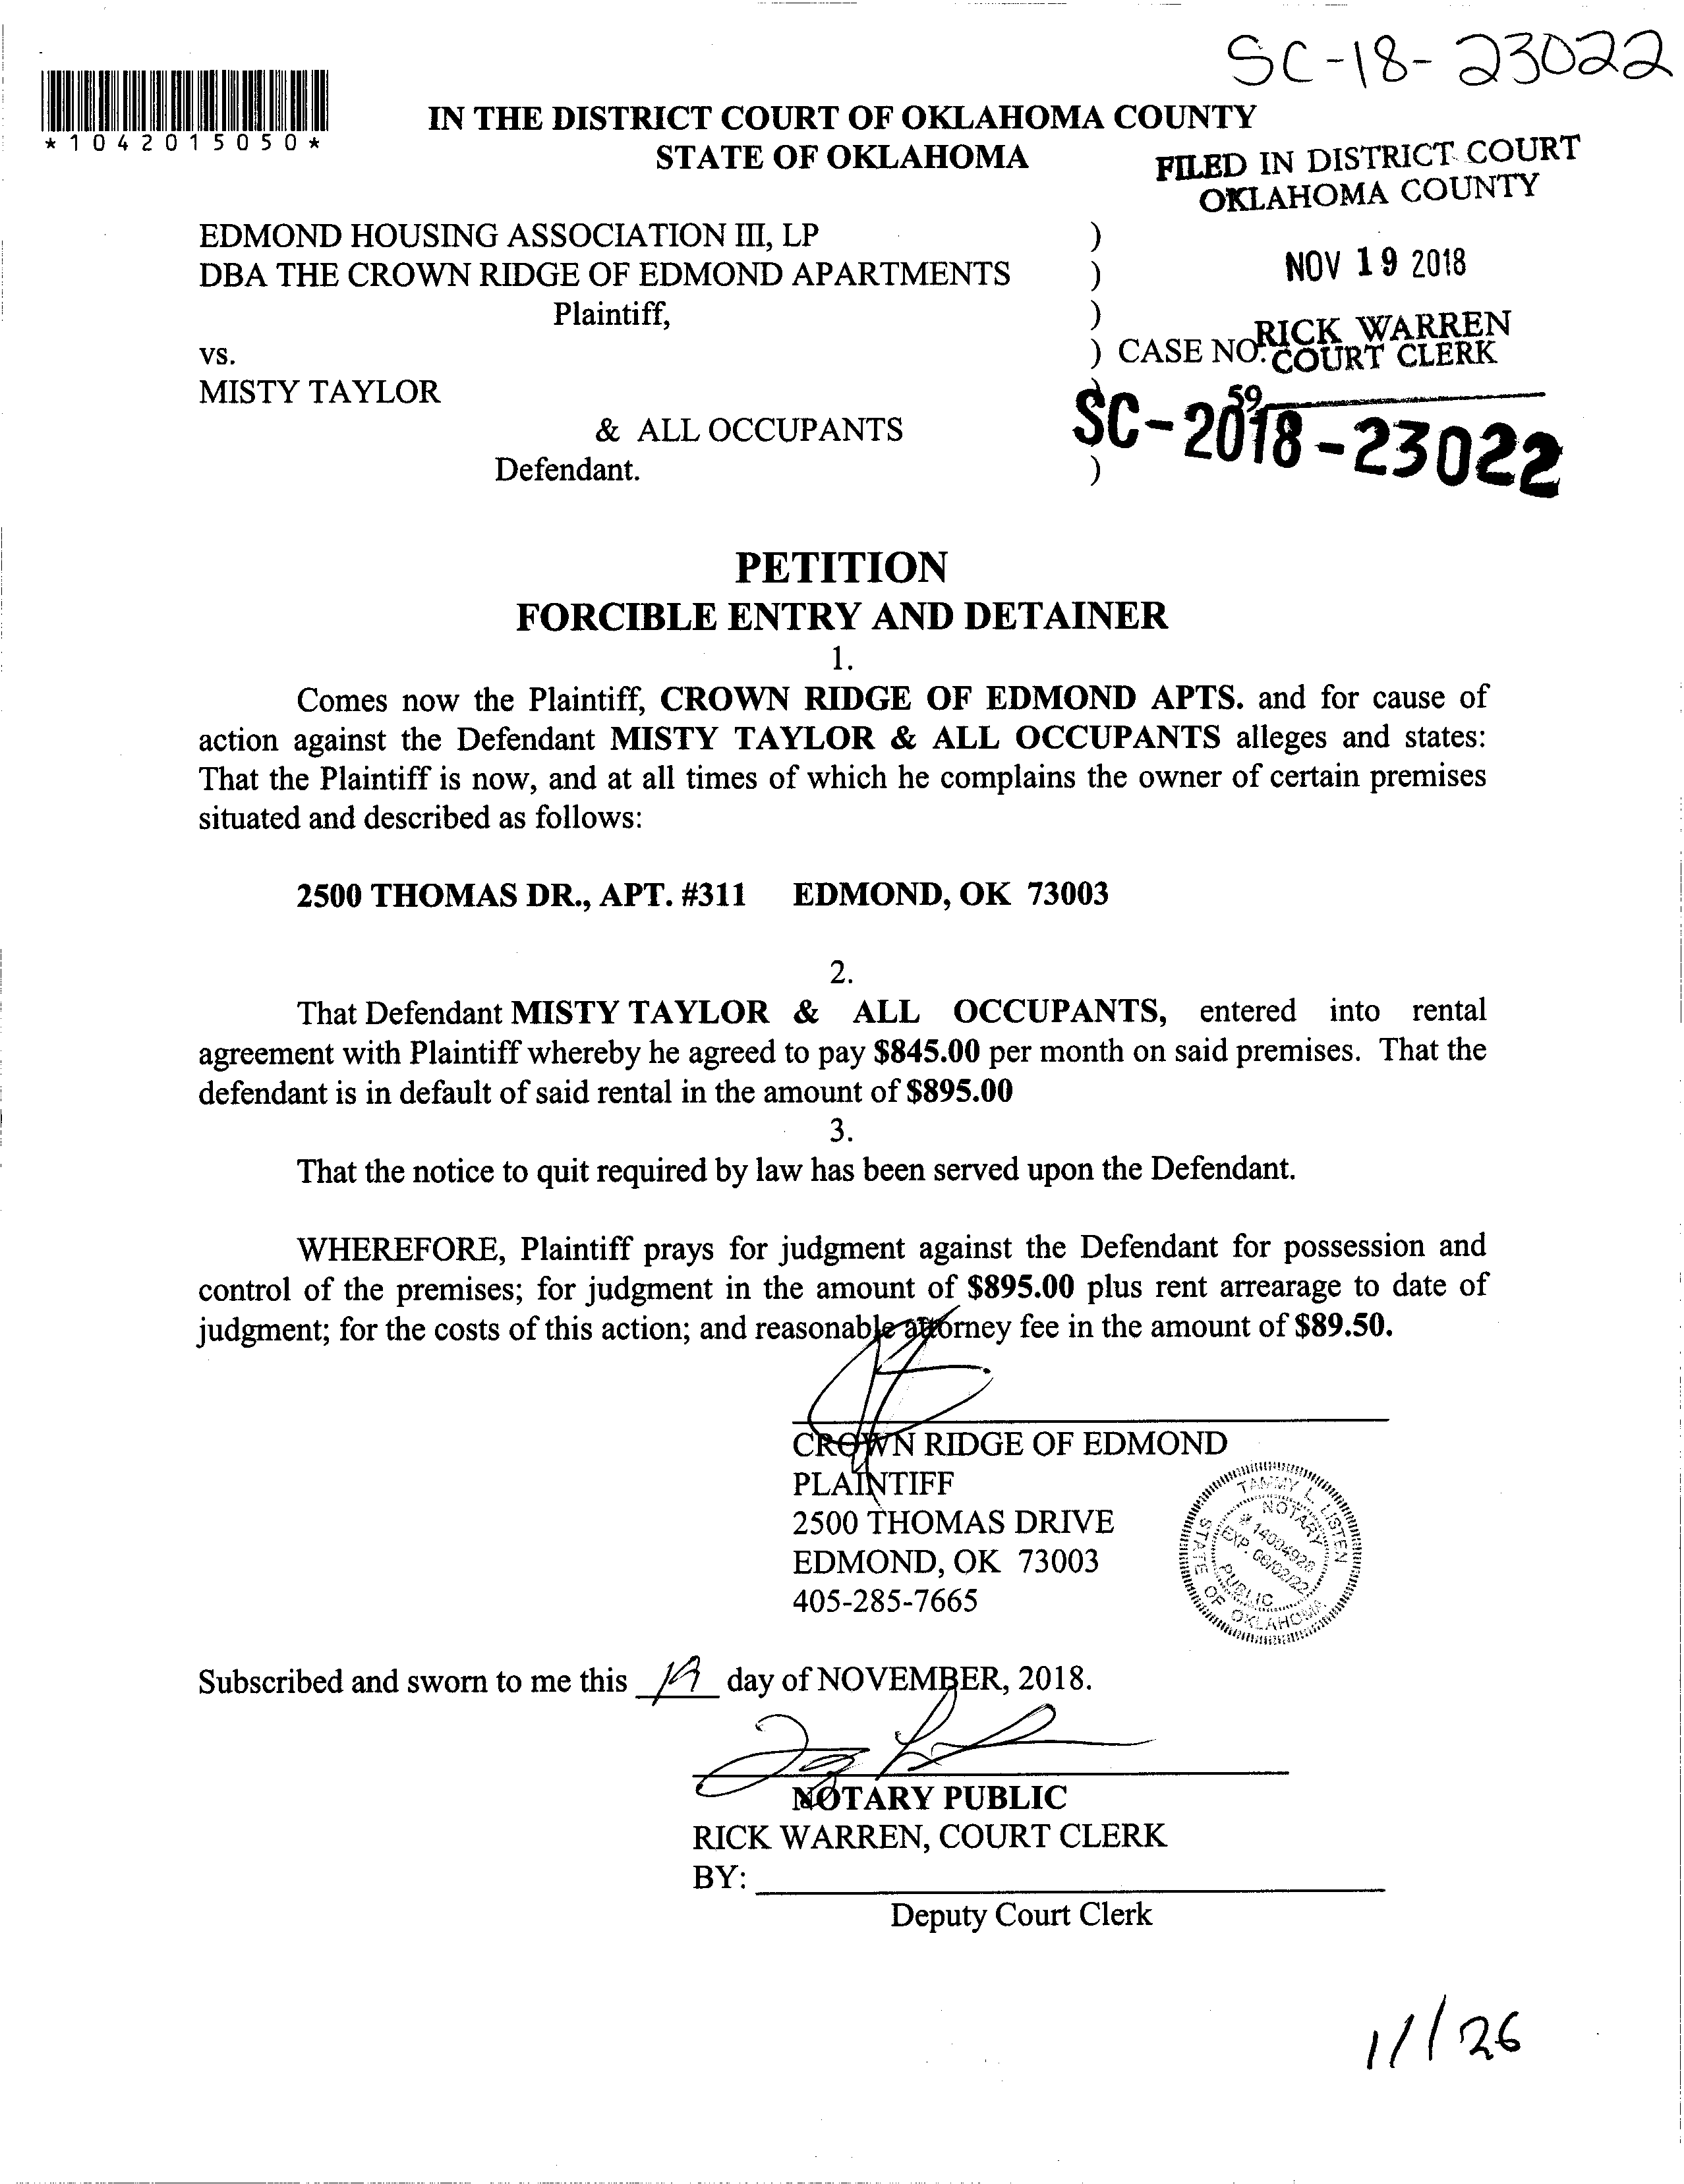 SC-18-23022
*1042015050*
IN THE DISTRICT COURT OF OKLAHOMA COUNTY
STATE OF OKLAHOMA
FILED IN DISTRICT COURT
OKLAHOMA COUNTY
EDMOND HOUSING ASSOCIATION III, LP )
DBA THE CROWN RIDGE OF EDMOND APARTMENTS )
NOV 19 2018
Plaintiff, )
vs. ) CASE NO.
RICK WARREN
COURT CLERK
MISTY TAYLOR )
59
& ALL OCCUPANTS
SC-2018-23022
Defendant. )
PETITION
FORCIBLE ENTRY AND DETAINER
1.
Comes now the Plaintiff, CROWN RIDGE OF EDMOND APTS. and for cause of
action against the Defendant MISTY TAYLOR & ALL OCCUPANTS alleges and states:
That the Plaintiff is now, and at all times of which he complains the owner of certain premises
situated and described as follows:
2500 THOMAS DR., APT. #311 EDMOND, OK 73003
2.
That Defendant MISTY TAYLOR & ALL OCCUPANTS, entered into rental
agreement with Plaintiff whereby he agreed to pay $845.00 per month on said premises. That the
defendant is in default of said rental in the amount of $895.00
3.
That the notice to quit required by law has been served upon the Defendant.
WHEREFORE, Plaintiff prays for judgment against the Defendant for possession and
control of the premises; for judgment in the amount of $895.00 plus rent arrearage to date of
judgment; for the costs of this action; and reasonable attorney fee in the amount of $89.50.
CROWN RIDGE OF EDMOND
PLAINTIFF
2500 THOMAS DRIVE
EDMOND, OK 73003
405-285-7665
TAMMY L. LISTEN
NOTARY
# 14004928
EXP. 06/02/22
PUBLIC
STATE OF OKLAHOMA
Subscribed and sworn to me this 19 day of NOVEMBER, 2018.
NOTARY PUBLIC
RICK WARREN, COURT CLERK
BY:
Deputy Court Clerk
11/26